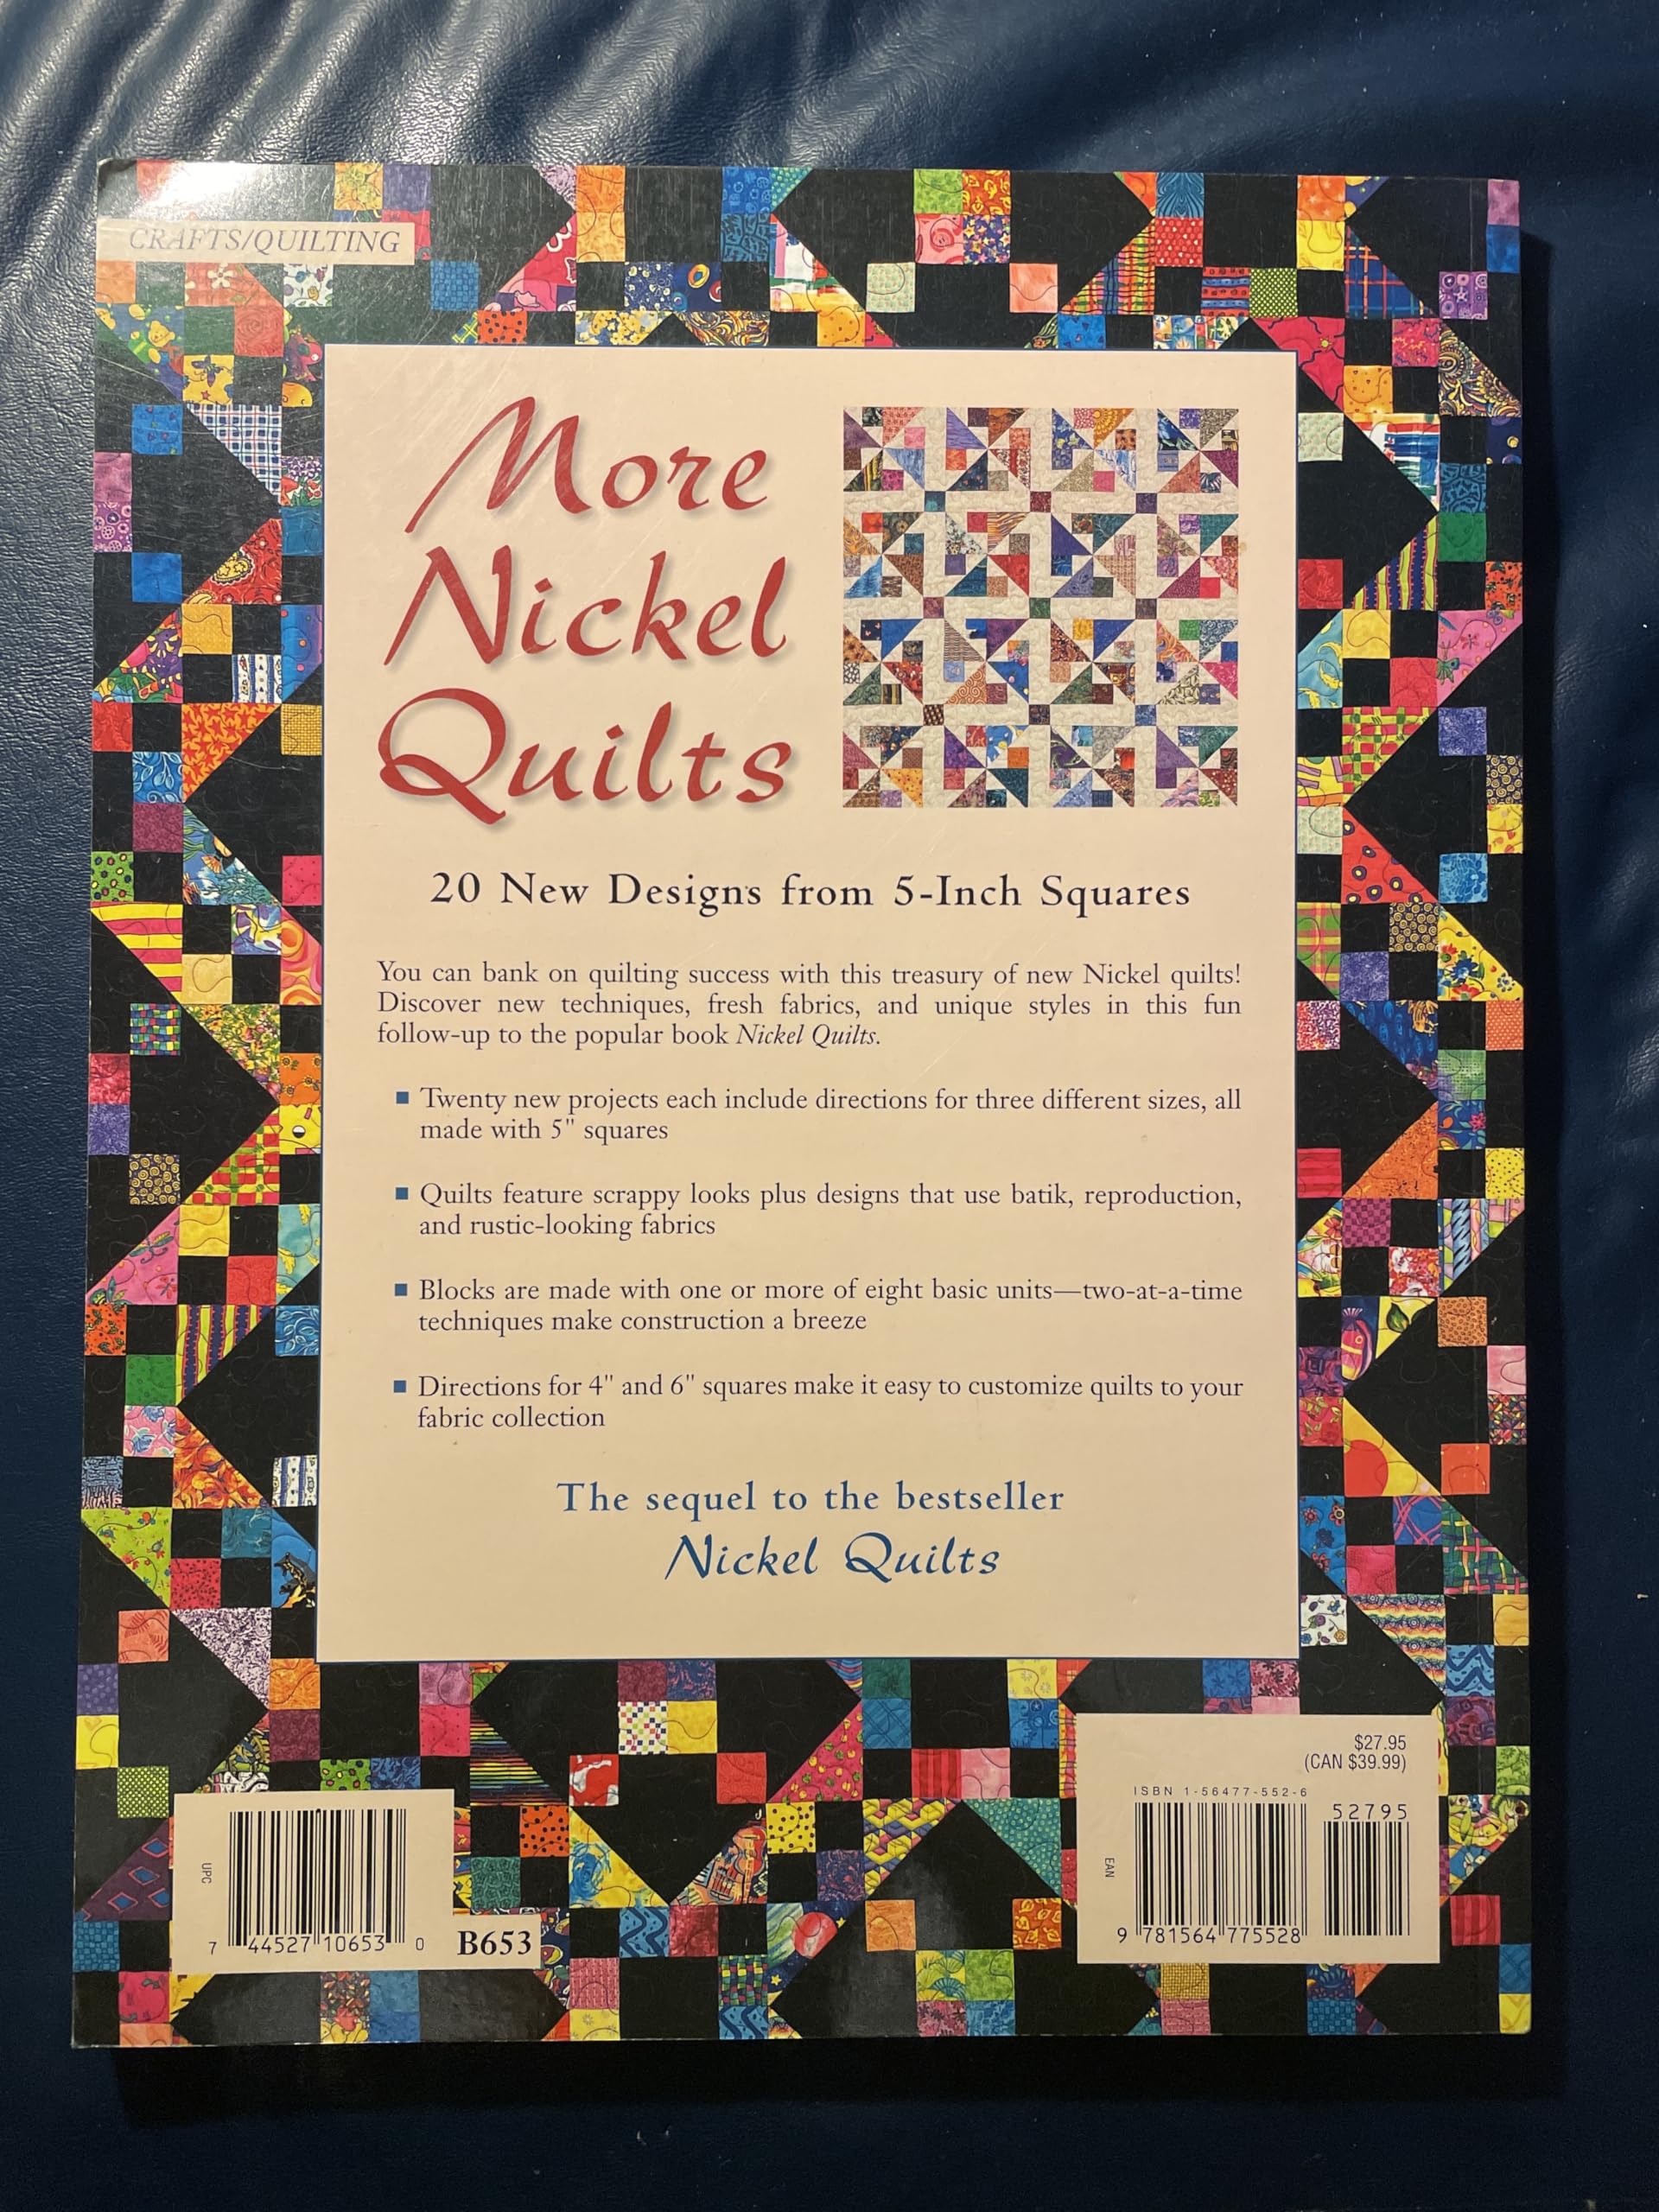 CRAFTS/QUILTING
More
Nickel
Quilts
20 New Designs from 5-Inch Squares
You can bank on quilting success with this treasury of new Nickel quilts!
Discover new techniques, fresh fabrics, and unique styles in this fun
follow-up to the popular book Nickel Quilts.
■ Twenty new projects each include directions for three different sizes, all
made with 5" squares
■ Quilts feature scrappy looks plus designs that use batik, reproduction,
and rustic-looking fabrics
■ Blocks are made with one or more of eight basic units—two-at-a-time
techniques make construction a breeze
■ Directions for 4" and 6" squares make it easy to customize quilts to your
fabric collection
The sequel to the bestseller
Nickel Quilts
UPC
7 44527 10653 0
B653
$27.95
(CAN $39.99)
ISBN 1-56477-552-6
52795
EAN
9 781564 775528